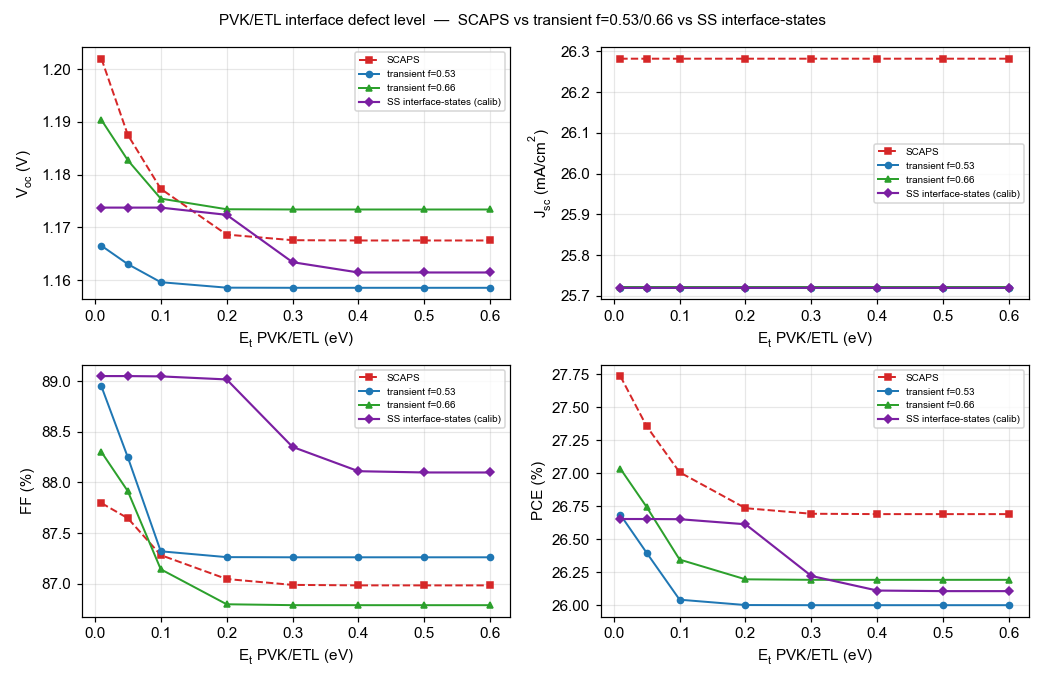 PVK/ETL interface defect level — SCAPS vs transient f=0.53/0.66 vs SS interface-states
1.20
1.19
1.18
1.17
1.16
V_oc (V)
SCAPS
transient f=0.53
transient f=0.66
SS interface-states (calib)
0.0 0.1 0.2 0.3 0.4 0.5 0.6
E_t PVK/ETL (eV)
26.3
26.2
26.1
26.0
25.9
25.8
25.7
J_sc (mA/cm^2)
SCAPS
transient f=0.53
transient f=0.66
SS interface-states (calib)
0.0 0.1 0.2 0.3 0.4 0.5 0.6
E_t PVK/ETL (eV)
89.0
88.5
88.0
87.5
87.0
FF (%)
SCAPS
transient f=0.53
transient f=0.66
SS interface-states (calib)
0.0 0.1 0.2 0.3 0.4 0.5 0.6
E_t PVK/ETL (eV)
27.75
27.50
27.25
27.00
26.75
26.50
26.25
26.00
PCE (%)
SCAPS
transient f=0.53
transient f=0.66
SS interface-states (calib)
0.0 0.1 0.2 0.3 0.4 0.5 0.6
E_t PVK/ETL (eV)